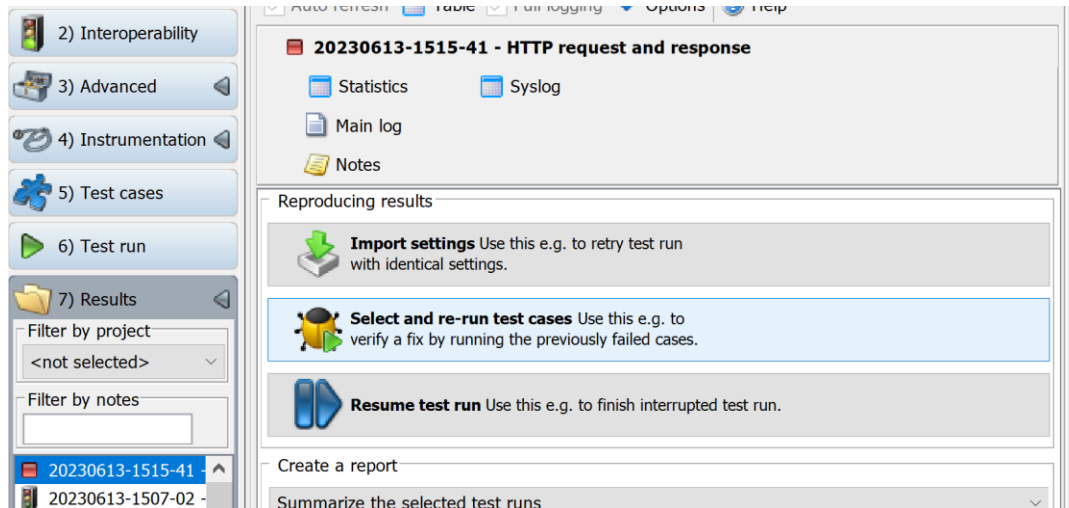 Auto refresh Table Full logging Options Help
2) Interoperability
3) Advanced
4) Instrumentation
5) Test cases
6) Test run
7) Results
Filter by project
<not selected>
Filter by notes
20230613-1515-41 -
20230613-1507-02 -
20230613-1515-41 - HTTP request and response
Statistics
Syslog
Main log
Notes
Reproducing results
Import settings Use this e.g. to retry test run
with identical settings.
Select and re-run test cases Use this e.g. to
verify a fix by running the previously failed cases.
Resume test run Use this e.g. to finish interrupted test run.
Create a report
Summarize the selected test runs